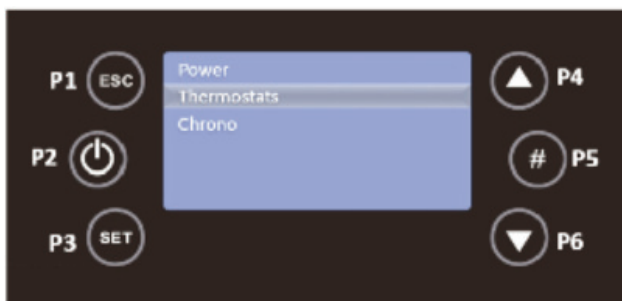 P1 ESC
Power
P4
Thermostats
Chrono
P2
# P5
P3 SET
P6